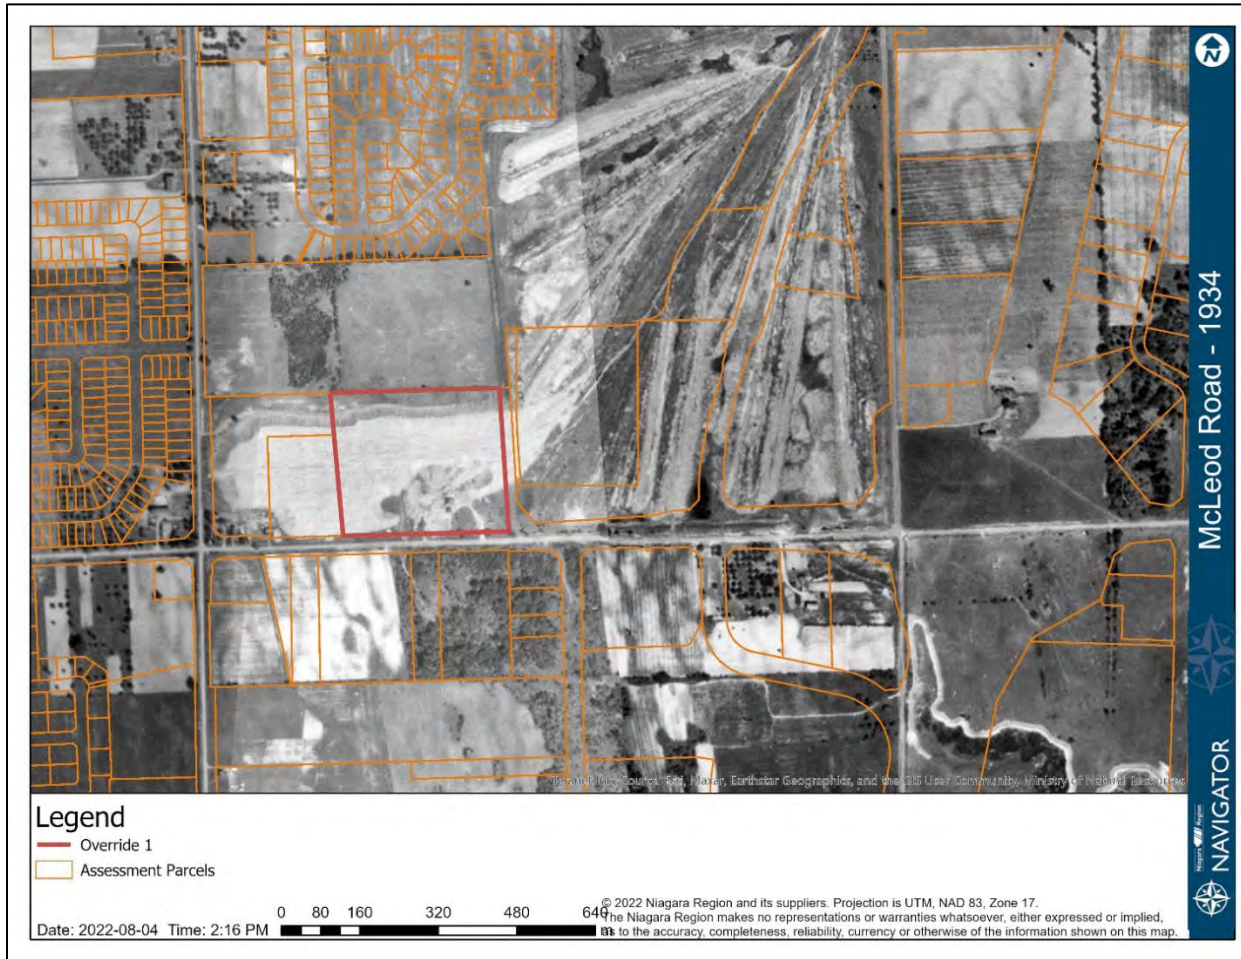 McLeod Road - 1934
Source: Esri, Maxar, Earthstar Geographics, and the GIS User Community, Ministry of Natural Resources
Legend
Override 1
Assessment Parcels
Date: 2022-08-04 Time: 2:16 PM
0 80 160 320 480 640
m
© 2022 Niagara Region and its suppliers. Projection is UTM, NAD 83, Zone 17.
The Niagara Region makes no representations or warranties whatsoever, either expressed or implied,
as to the accuracy, completeness, reliability, currency or otherwise of the information shown on this map.
Niagara Region
NAVIGATOR